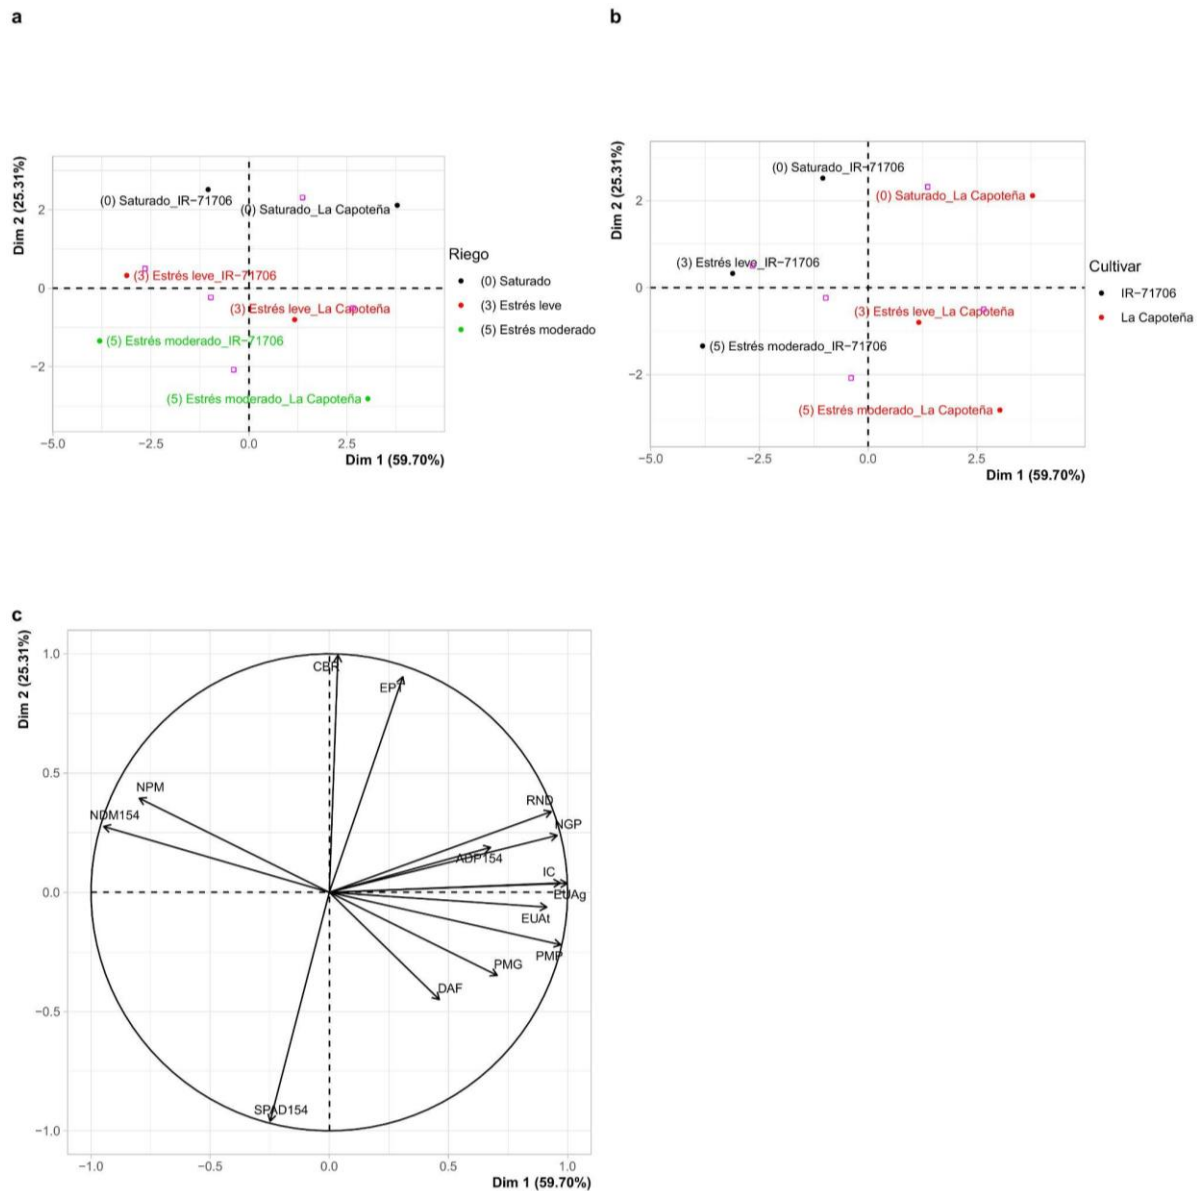 a
Dim 2 (25.31%)
2
0
−2
(0) Saturado_IR−71706
(0) Saturado_La Capoteña
(3) Estrés leve_IR−71706
(3) Estrés leve_La Capoteña
(5) Estrés moderado_IR−71706
(5) Estrés moderado_La Capoteña
−5.0
−2.5
0.0
2.5
Dim 1 (59.70%)
Riego
(0) Saturado
(3) Estrés leve
(5) Estrés moderado
b
Dim 2 (25.31%)
2
0
−2
(0) Saturado_IR−71706
(0) Saturado_La Capoteña
(3) Estrés leve_IR−71706
(3) Estrés leve_La Capoteña
(5) Estrés moderado_IR−71706
(5) Estrés moderado_La Capoteña
−5.0
−2.5
0.0
2.5
Dim 1 (59.70%)
Cultivar
IR−71706
La Capoteña
c
Dim 2 (25.31%)
1.0
0.5
0.0
−0.5
−1.0
CBR
EPT
NPM
NDM154
RND
NGP
ADP154
IC
EUAg
EUAt
PMP
PMG
DAF
SPAD154
−1.0
−0.5
0.0
0.5
1.0
Dim 1 (59.70%)